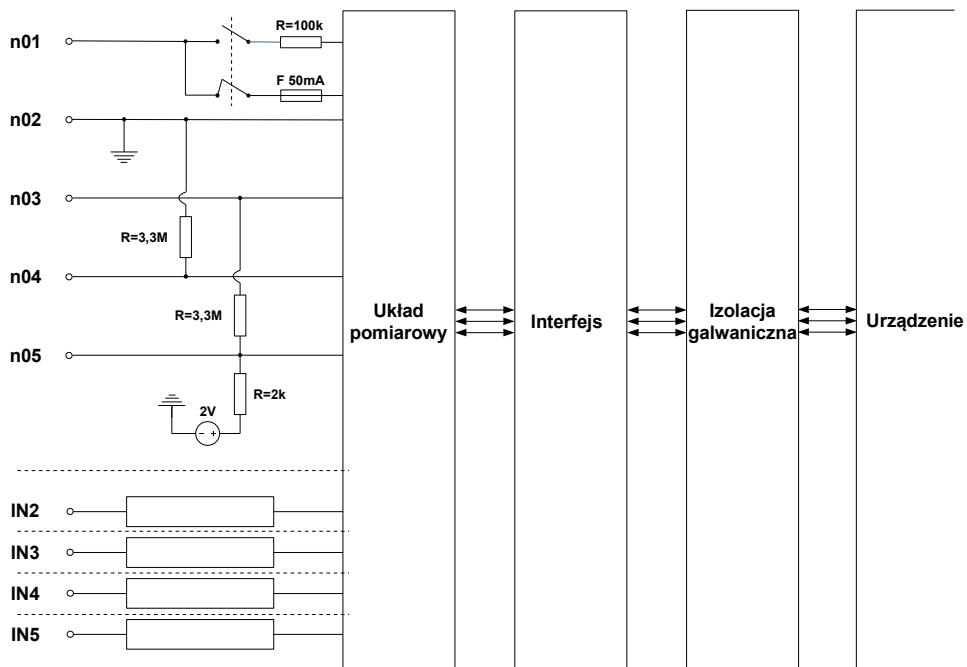 n01
R=100k
F 50mA
n02
n03
R=3,3M
n04
R=3,3M
n05
R=2k
2V
- +
IN2
IN3
IN4
IN5
Układ
pomiarowy
Interfejs
Izolacja
galwaniczna
Urządzenie